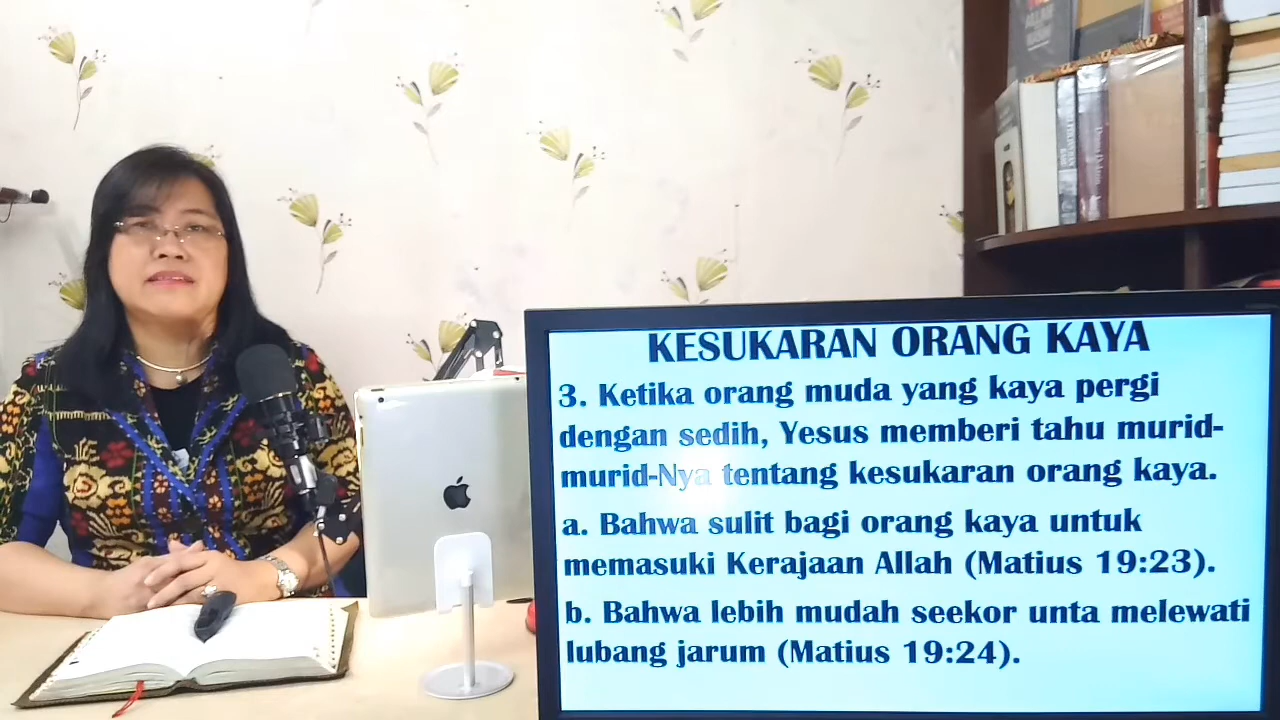 KESUKARAN ORANG KAYA
3. Ketika orang muda yang kaya pergi
dengan sedih, Yesus memberi tahu murid-
murid-Nya tentang kesukaran orang kaya.
a. Bahwa sulit bagi orang kaya untuk
memasuki Kerajaan Allah (Matius 19:23).
b. Bahwa lebih mudah seekor unta melewati
lubang jarum (Matius 19:24).